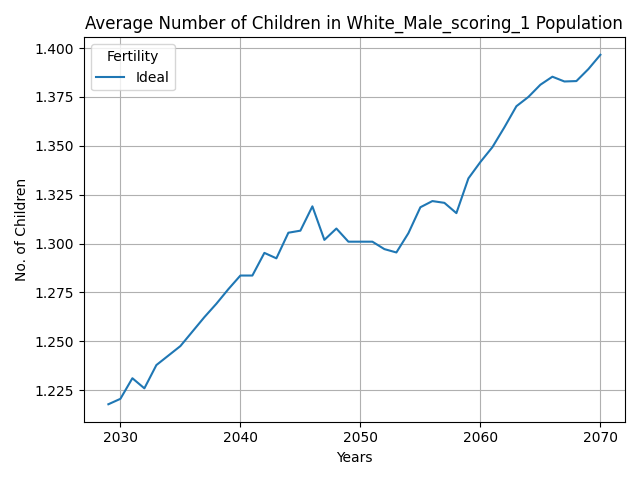 Average Number of Children in White_Male_scoring_1 Population
Fertility
Ideal
No. of Children
1.400
1.375
1.350
1.325
1.300
1.275
1.250
1.225
2030 2040 2050 2060 2070
Years